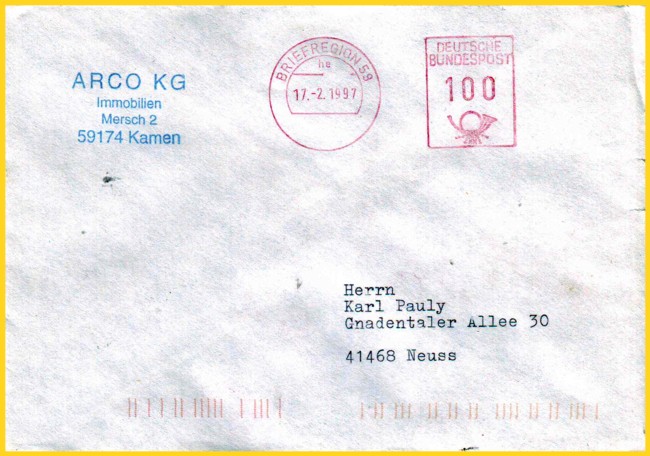 ARCO KG
Immobilien
Mersch 2
59174 Kamen
BRIEFREGION 59
he
17.-2.1997
DEUTSCHE
BUNDESPOST
100
Herrn
Karl Pauly
Gnadentaler Allee 30
41468 Neuss